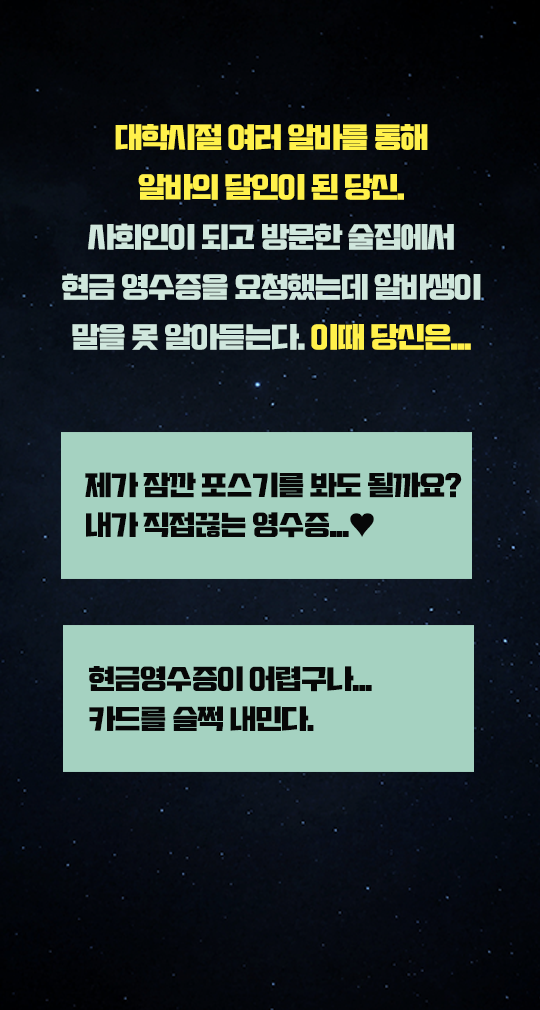 대학시절 여러 알바를 통해
알바의 달인이 된 당신.
사회인이 되고 방문한 술집에서
현금 영수증을 요청했는데 알바생이
말을 못 알아듣는다. 이때 당신은...
제가 잠깐 포스기를 봐도 될까요?
내가 직접끊는 영수증...♥
현금영수증이 어렵구나...
카드를 슬쩍 내민다.